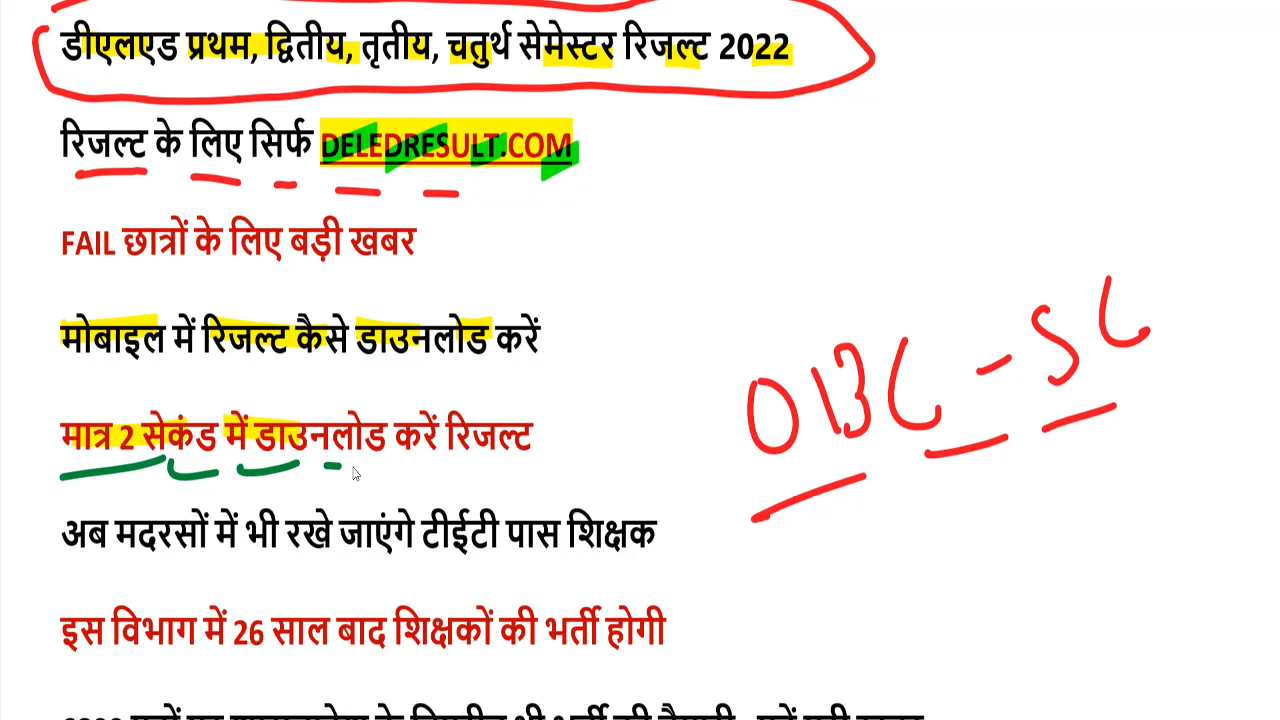 डीएलएड प्रथम, द्वितीय, तृतीय, चतुर्थ सेमेस्टर रिजल्ट 2022
रिजल्ट के लिए सिर्फ DELEDRESULT.COM
FAIL छात्रों के लिए बड़ी खबर
मोबाइल में रिजल्ट कैसे डाउनलोड करें
OBC - SC
मात्र 2 सेकंड में डाउनलोड करें रिजल्ट
अब मदरसों में भी रखे जाएंगे टीईटी पास शिक्षक
इस विभाग में 26 साल बाद शिक्षकों की भर्ती होगी